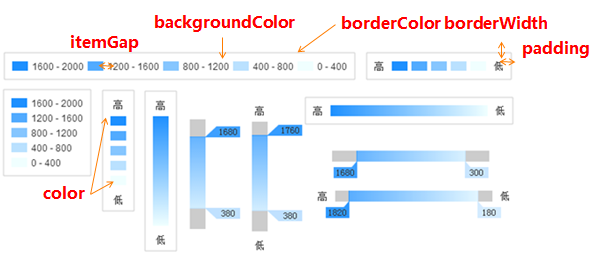 backgroundColor
borderColor borderWidth
itemGap
padding
1600 - 2000 1200 - 1600 800 - 1200 400 - 800 0 - 400
高 低
1600 - 2000
1200 - 1600
800 - 1200
400 - 800
0 - 400
color
高
低
高
低
1680
380
高
1760
380
低
高 低
1680 300
高 低
1820 180